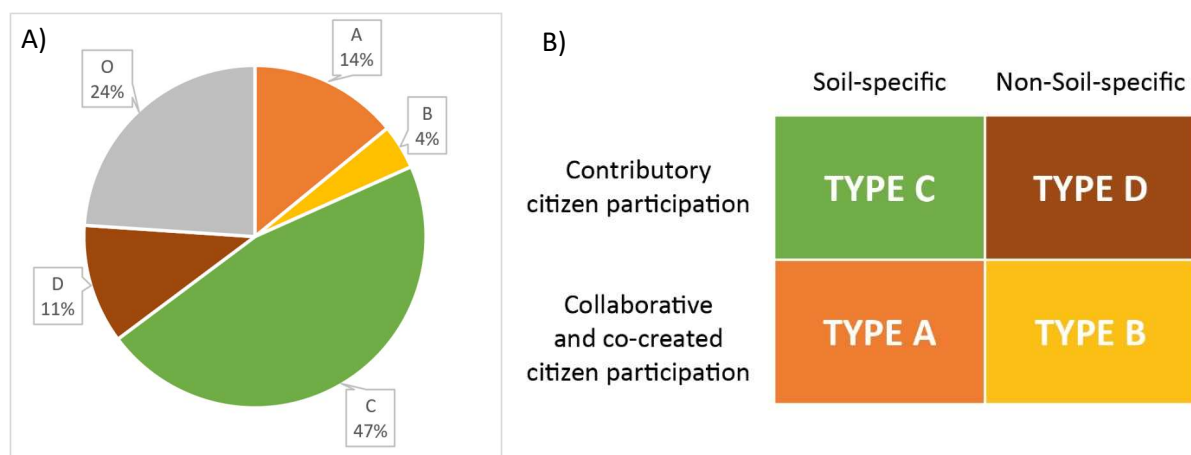 A)
A
14%
B
4%
C
47%
D
11%
O
24%
B)
Soil-specific
Non-Soil-specific
Contributory
citizen participation
TYPE C
TYPE D
Collaborative
and co-created
citizen participation
TYPE A
TYPE B